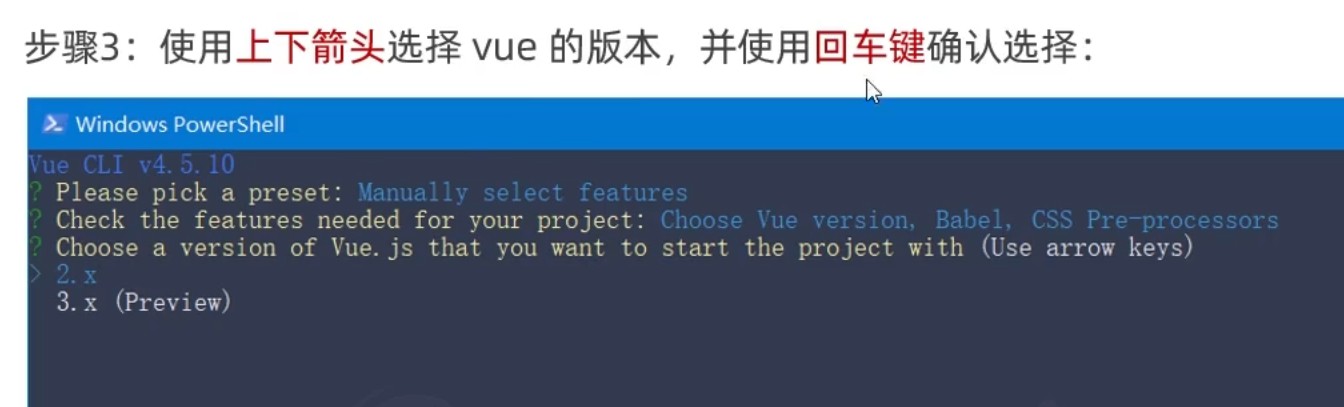 步骤3：使用上下箭头选择 vue 的版本，并使用回车键确认选择：
Windows PowerShell
Vue CLI v4.5.10
? Please pick a preset: Manually select features
? Check the features needed for your project: Choose Vue version, Babel, CSS Pre-processors
? Choose a version of Vue.js that you want to start the project with (Use arrow keys)
> 2.x
3.x (Preview)